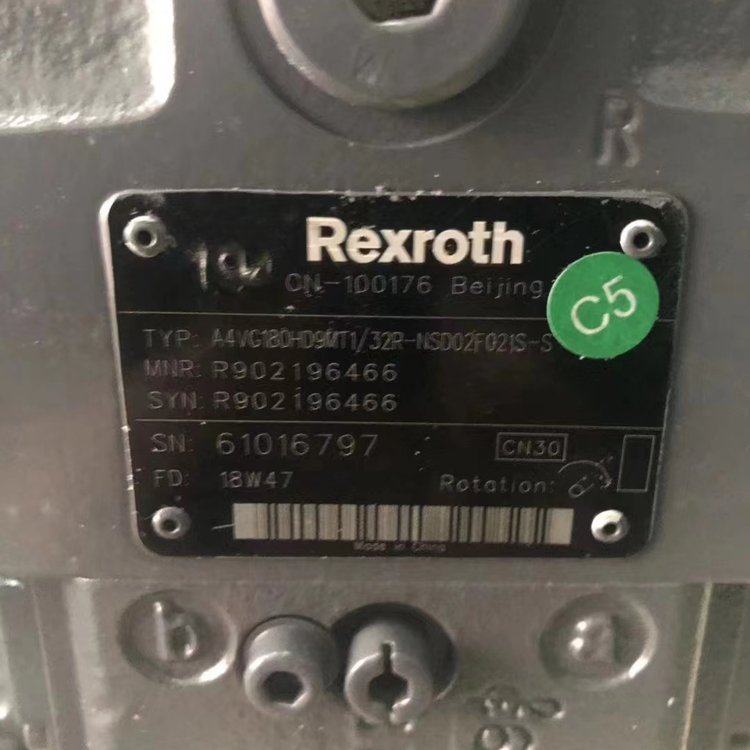 R
Rexroth
CN-100176 Beijing
C5
TYP: A4VG180HD9MT1/32R-NSD02F021S-S
MNR: R902196466
SYN: R902196466
SN: 61016797
CN30
FD: 18W47
Rotation:
Made in China
b
a